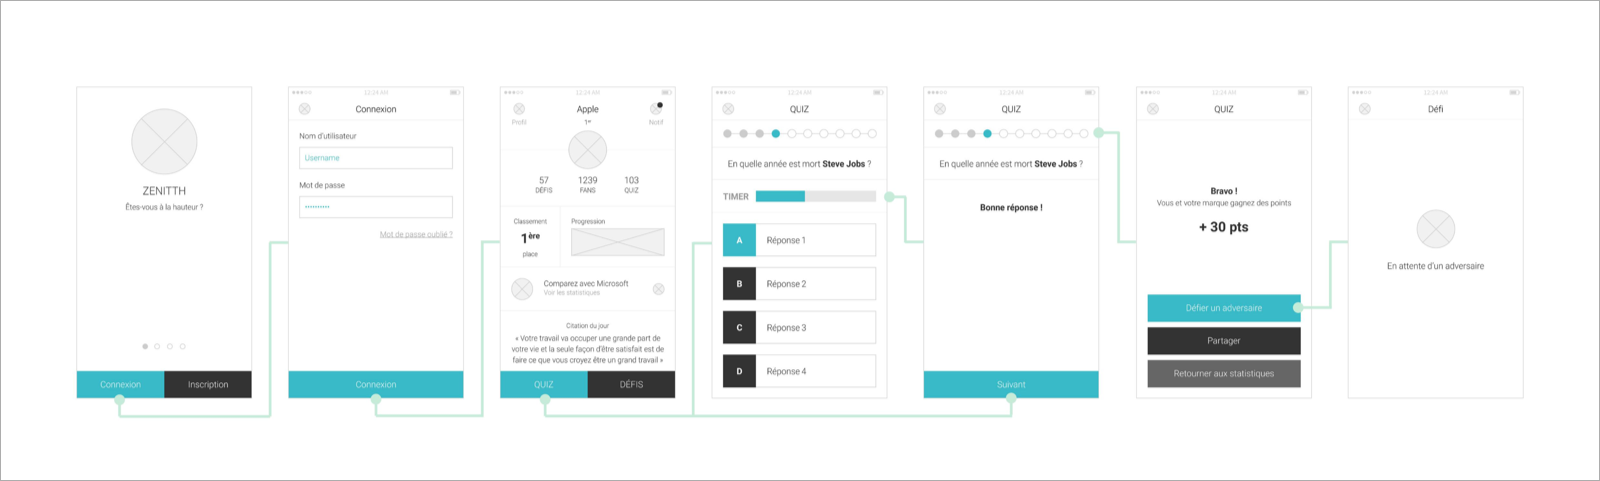 ZENITTH
Êtes-vous à la hauteur ?
Connexion
Inscription
12:24 AM
Connexion
Nom d'utilisateur
Username
Mot de passe
Mot de passe oublié ?
Connexion
12:24 AM
Apple
Profil
1er
Notif
57
1239
103
DÉFIS
FANS
QUIZ
Classement
1ère
place
Progression
Comparez avec Microsoft
Voir les statistiques
Citation du jour
« Votre travail va occuper une grande part de
votre vie et la seule façon d'être satisfait est de
faire ce que vous croyez être un grand travail »
QUIZ
DÉFIS
12:24 AM
QUIZ
En quelle année est mort Steve Jobs ?
TIMER
A
Réponse 1
B
Réponse 2
C
Réponse 3
D
Réponse 4
12:24 AM
QUIZ
En quelle année est mort Steve Jobs ?
Bonne réponse !
Suivant
12:24 AM
QUIZ
Bravo !
Vous et votre marque gagnez des points
+ 30 pts
Défier un adversaire
Partager
Retourner aux statistiques
12:24 AM
Défi
En attente d'un adversaire